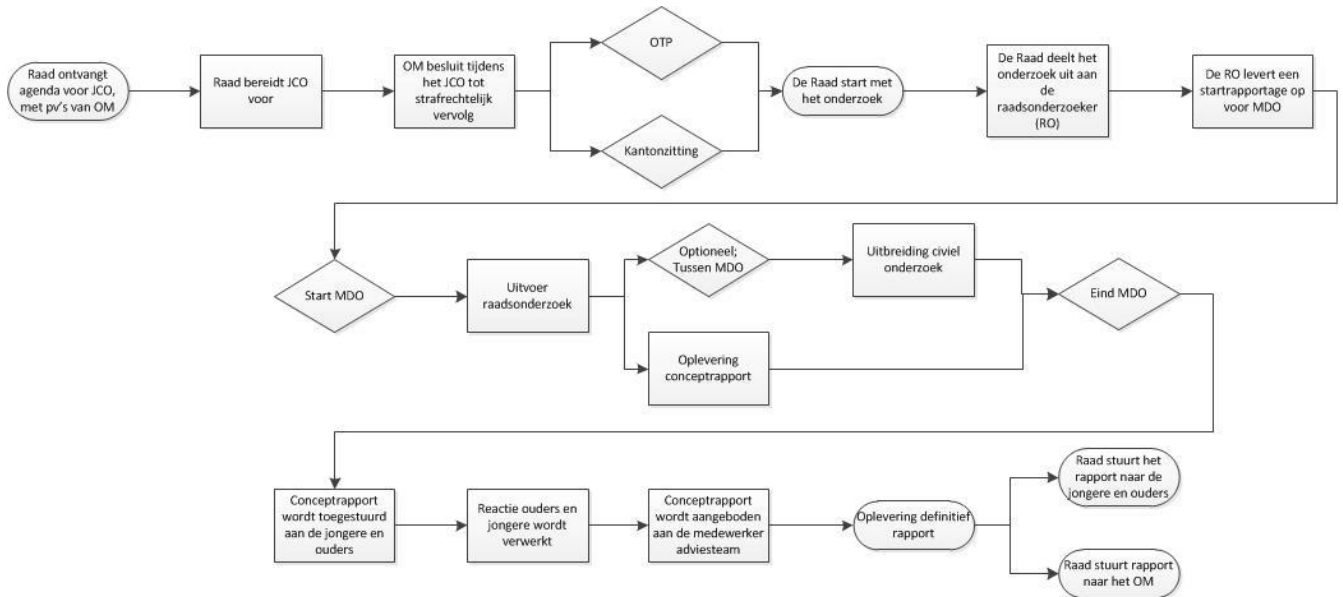 Raad ontvangt
agenda voor JCO,
met pv's van OM
Raad bereidt JCO
voor
OM besluit tijdens
het JCO tot
strafrechtelijk
vervolg
OTP
Kantonzitting
De Raad start met
het onderzoek
De Raad deelt het
onderzoek uit aan
de
raadsonderzoeker
(RO)
De RO levert een
startrapportage op
voor MDO
Start MDO
Uitvoer
raadsonderzoek
Optioneel;
Tussen MDO
Uitbreiding civiel
onderzoek
Oplevering
conceptrapport
Eind MDO
Conceptrapport
wordt toegestuurd
aan de jongere en
ouders
Reactie ouders en
jongere wordt
verwerkt
Conceptrapport
wordt aangeboden
aan de medewerker
adviesteam
Oplevering definitief
rapport
Raad stuurt het
rapport naar de
jongere en ouders
Raad stuurt rapport
naar het OM